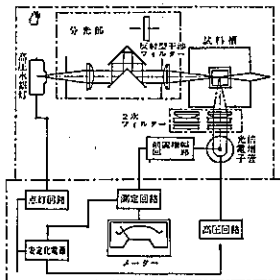 分光部
反射型干渉
フィルター
試料槽
高圧水銀灯
2次
フィルター
光電子増倍管
前置増幅
回路
点灯回路
測定回路
高圧回路
安定化電源
メーター